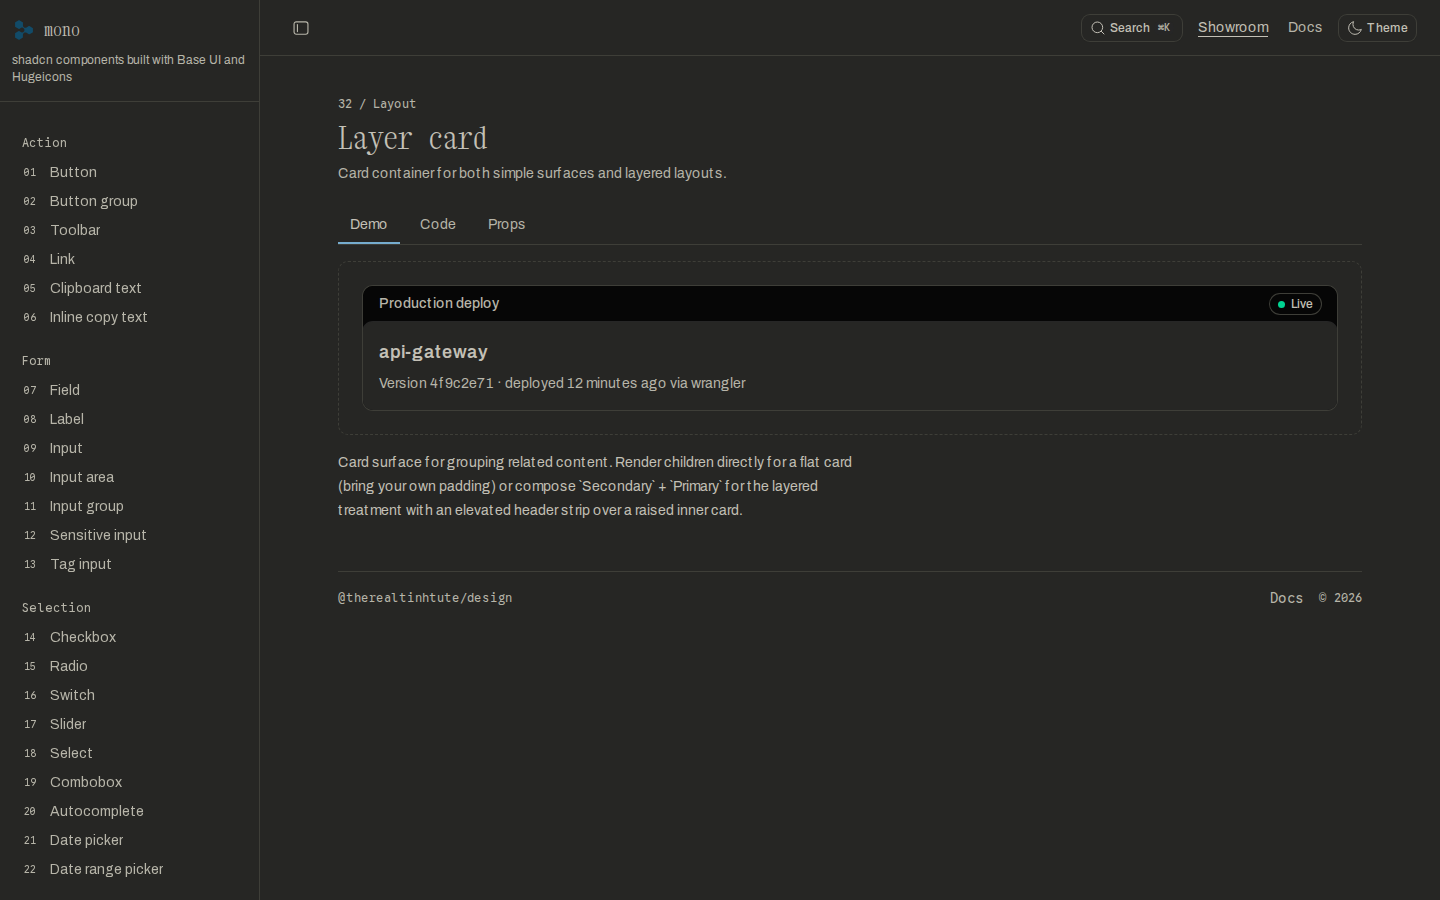 mono
shadcn components built with Base UI and
Hugeicons
Action
01 Button
02 Button group
03 Toolbar
04 Link
05 Clipboard text
06 Inline copy text
Form
07 Field
08 Label
09 Input
10 Input area
11 Input group
12 Sensitive input
13 Tag input
Selection
14 Checkbox
15 Radio
16 Switch
17 Slider
18 Select
19 Combobox
20 Autocomplete
21 Date picker
22 Date range picker
Search ⌘K Showroom Docs Theme
32 / Layout
Layer card
Card container for both simple surfaces and layered layouts.
Demo Code Props
Production deploy Live
api-gateway
Version 4f9c2e71 · deployed 12 minutes ago via wrangler
Card surface for grouping related content. Render children directly for a flat card
(bring your own padding) or compose `Secondary` + `Primary` for the layered
treatment with an elevated header strip over a raised inner card.
@therealtinhtute/design Docs © 2026